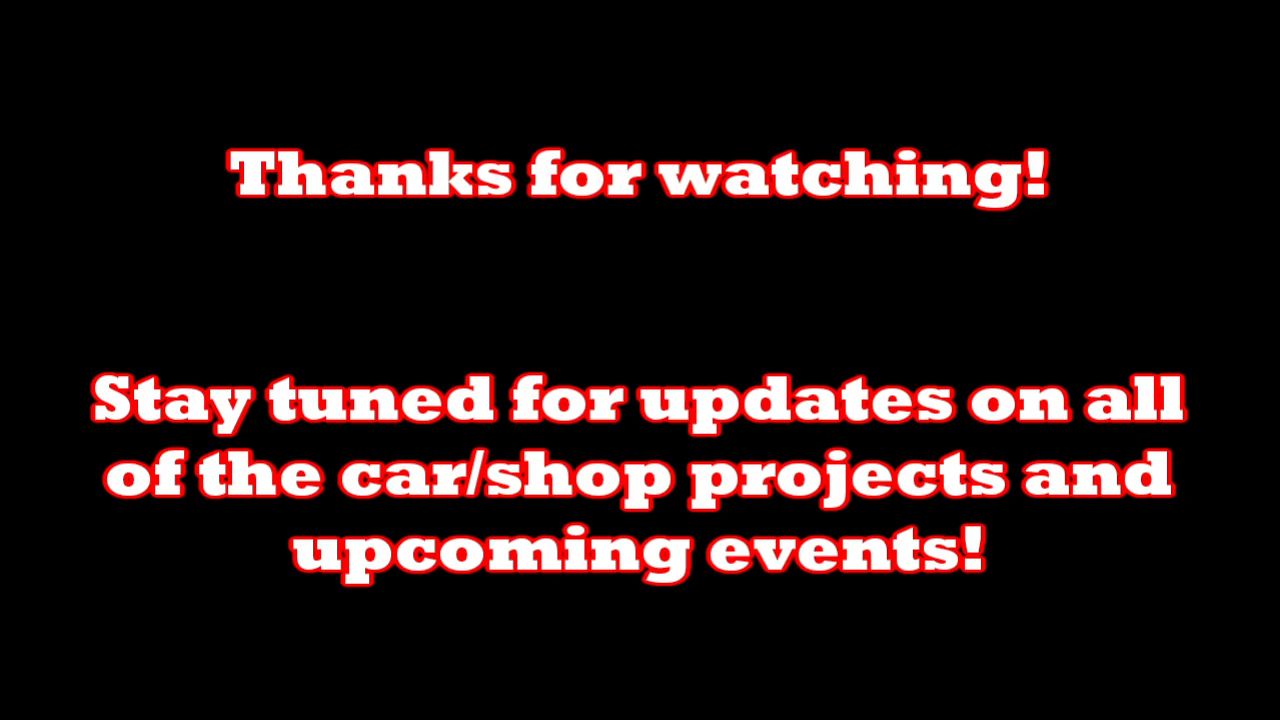 Thanks for watching!
Stay tuned for updates on all
of the car/shop projects and
upcoming events!